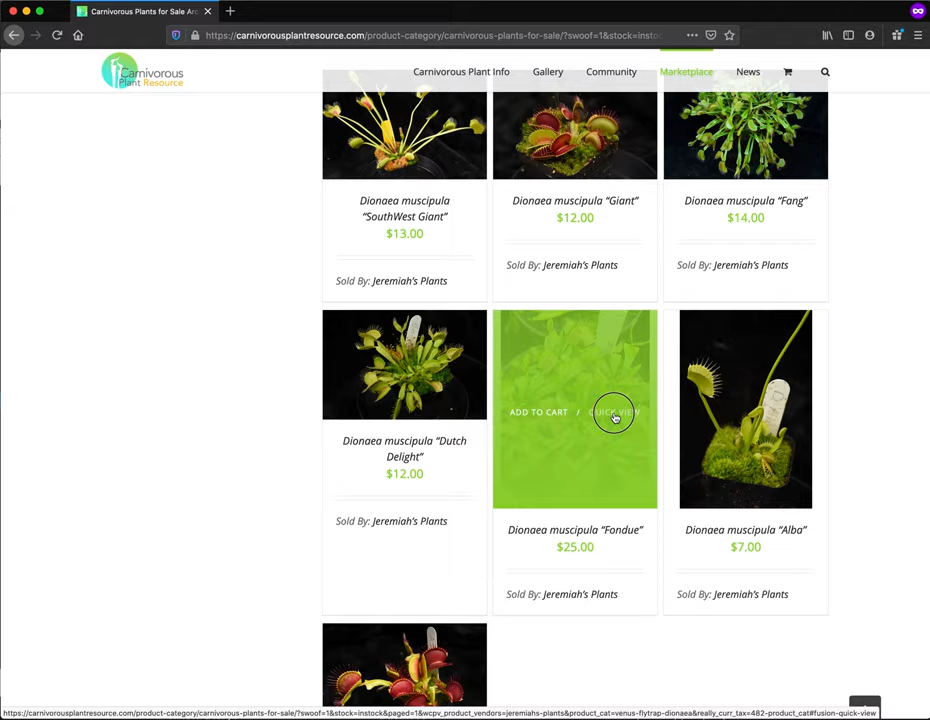 Carnivorous Plants for Sale Ar
https://carnivorousplantresource.com/product-category/carnivorous-plants-for-sale/?swoof=1&stock=instoc
Carnivorous
Plant Resource
Carnivorous Plant Info
Gallery
Community
Marketplace
News
Dionaea muscipula
“SouthWest Giant”
$13.00
Sold By: Jeremiah’s Plants
Dionaea muscipula “Giant”
$12.00
Sold By: Jeremiah’s Plants
Dionaea muscipula “Fang”
$14.00
Sold By: Jeremiah’s Plants
Dionaea muscipula “Dutch
Delight”
$12.00
Sold By: Jeremiah’s Plants
ADD TO CART / QUICK VIEW
Dionaea muscipula “Fondue”
$25.00
Sold By: Jeremiah’s Plants
Dionaea muscipula “Alba”
$7.00
Sold By: Jeremiah’s Plants
https://carnivorousplantresource.com/product-category/carnivorous-plants-for-sale/?swoof=1&stock=instock&paged=1&wcpv_product_vendors=jeremiahs-plants&product_cat=venus-flytrap-dionaea&really_curr_tax=482-product_cat#fusion-quick-view